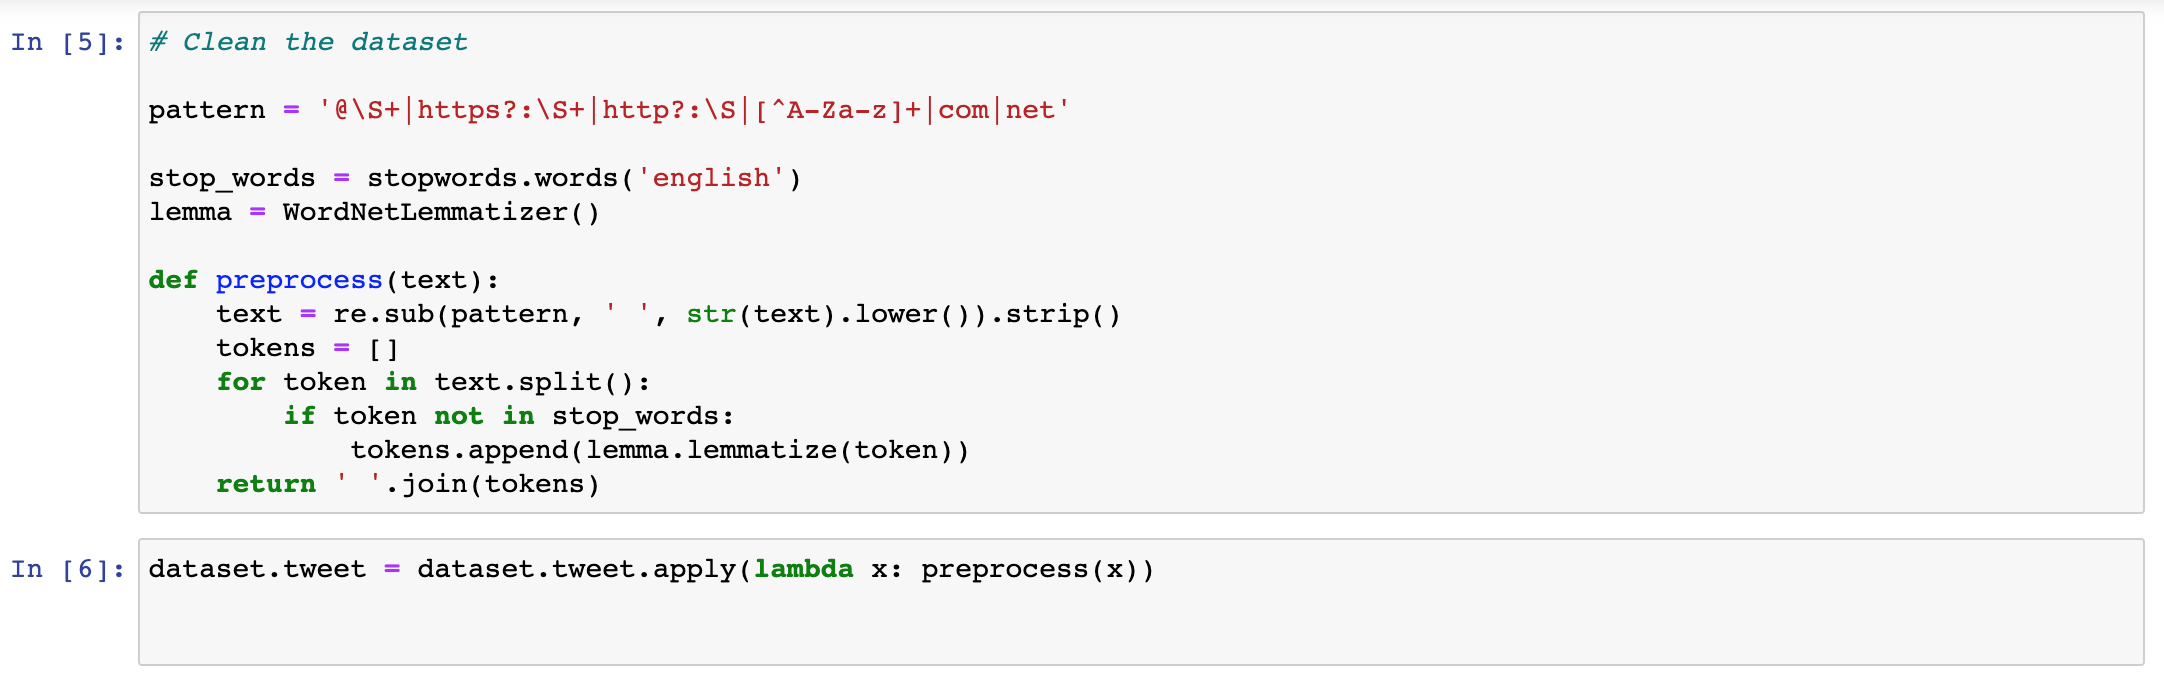 In [5]: # Clean the dataset
pattern = '@\S+|https?:\S+|http?:\S|[^A-Za-z]+|com|net'
stop_words = stopwords.words('english')
lemma = WordNetLemmatizer()
def preprocess(text):
    text = re.sub(pattern, ' ', str(text).lower()).strip()
    tokens = []
    for token in text.split():
        if token not in stop_words:
            tokens.append(lemma.lemmatize(token))
    return ' '.join(tokens)
In [6]: dataset.tweet = dataset.tweet.apply(lambda x: preprocess(x))